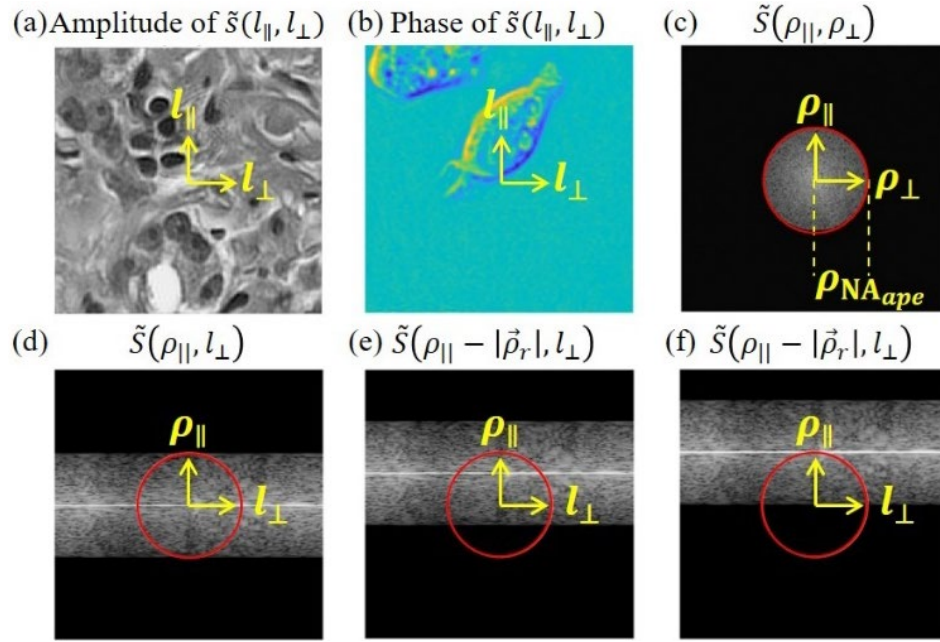 (a) Amplitude of s̃(l∥, l⊥)
(b) Phase of s̃(l∥, l⊥)
(c) S̃(ρ||, ρ⊥)
l∥
l⊥
l∥
l⊥
ρ∥
ρ⊥
ρNAape
(d) S̃(ρ||, l⊥)
(e) S̃(ρ|| − |ρ⃗r|, l⊥)
(f) S̃(ρ|| − |ρ⃗r|, l⊥)
ρ∥
l⊥
ρ∥
l⊥
ρ∥
l⊥